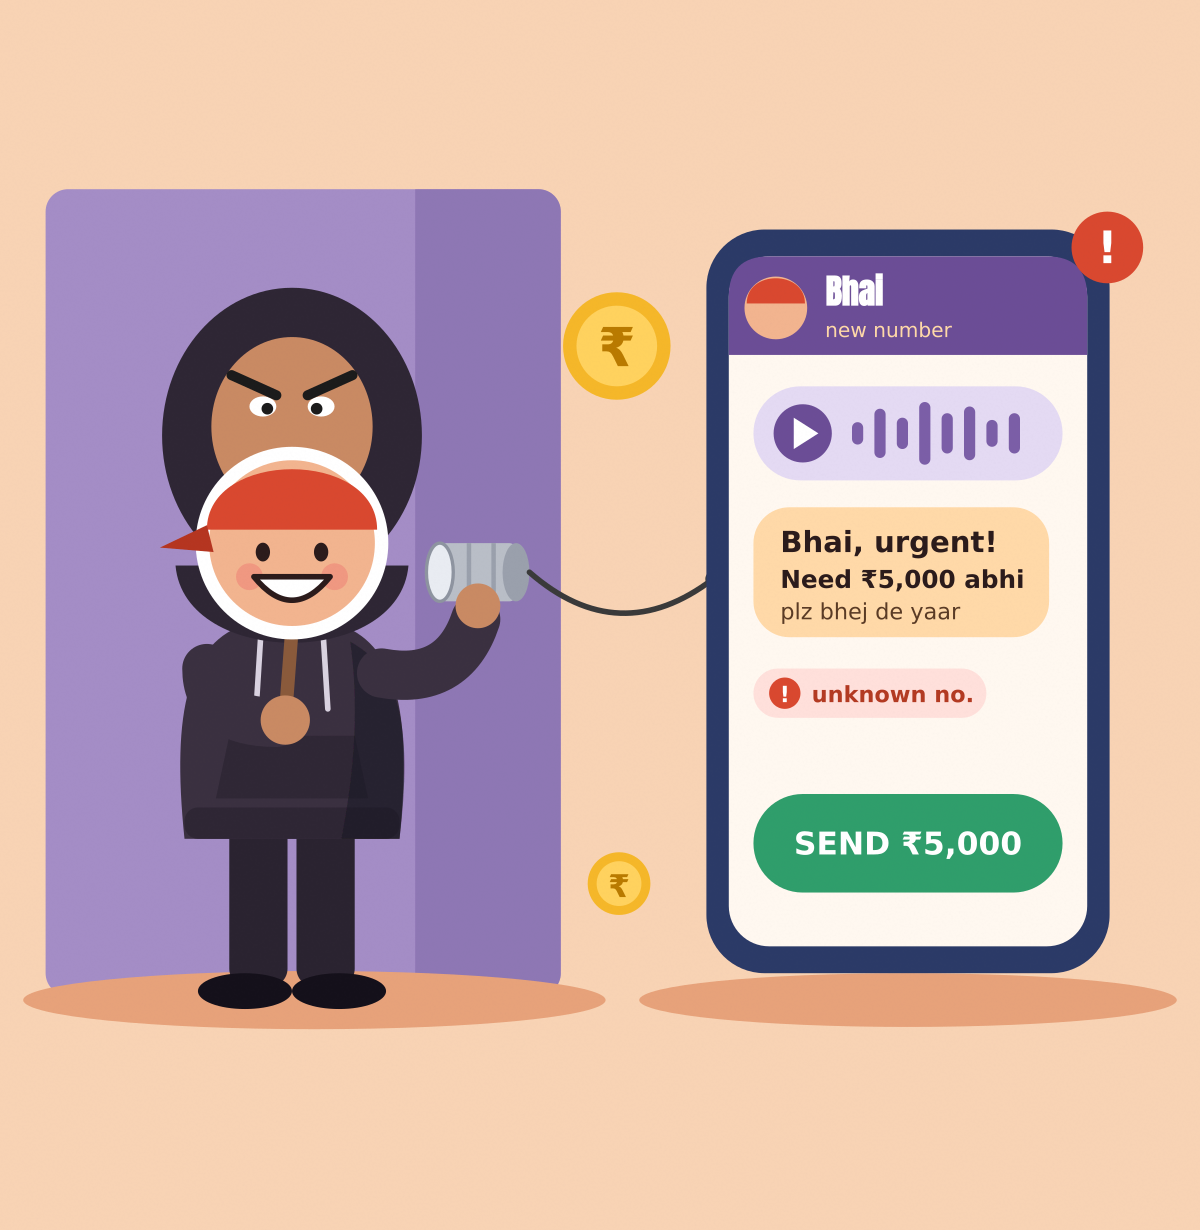 ₹
!
Bhai
new number
Bhai, urgent!
Need ₹5,000 abhi
plz bhej de yaar
! unknown no.
SEND ₹5,000
₹